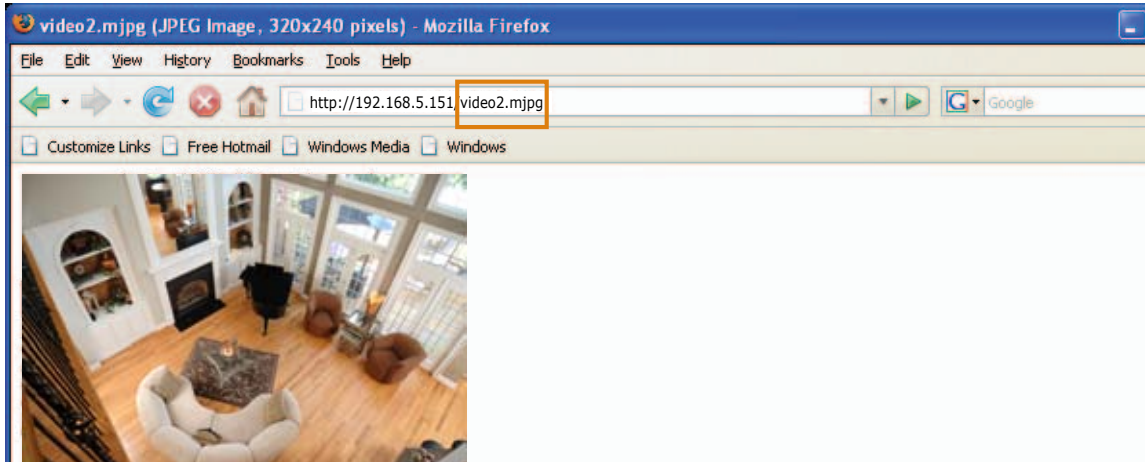 video2.mjpg (JPEG Image, 320x240 pixels) - Mozilla Firefox
File Edit View History Bookmarks Tools Help
http://192.168.5.151/video2.mjpg
G Google
Customize Links Free Hotmail Windows Media Windows